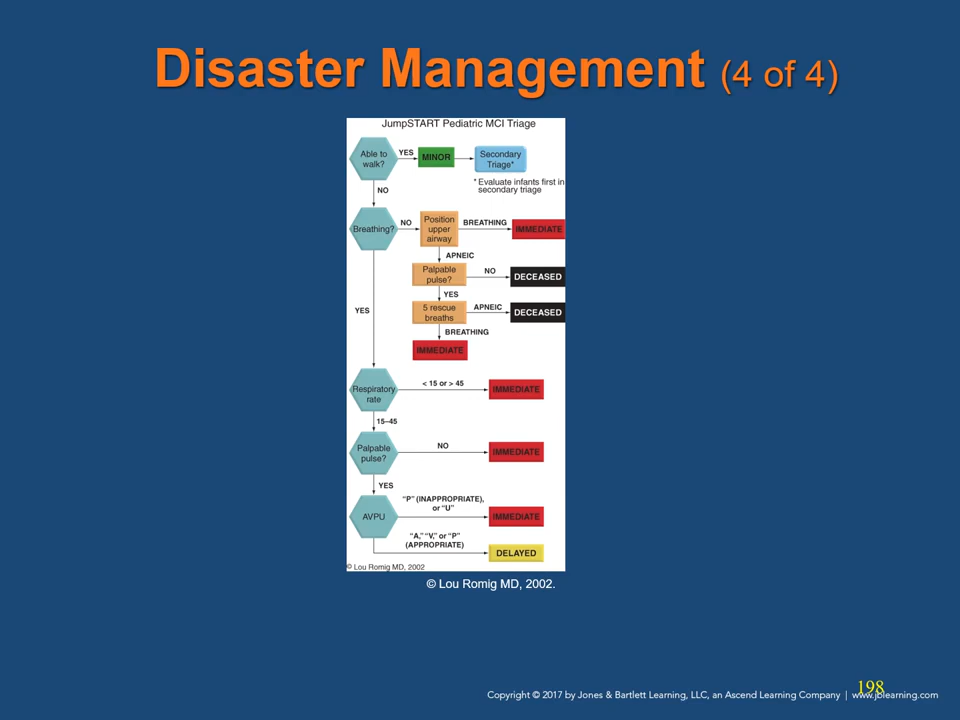 Disaster Management (4 of 4)
JumpSTART Pediatric MCI Triage
Able to
walk?
YES
MINOR
Secondary
Triage*
* Evaluate infants first in
secondary triage
NO
Breathing?
NO
Position
upper
airway
BREATHING
IMMEDIATE
APNEIC
Palpable
pulse?
NO
DECEASED
YES
5 rescue
breaths
APNEIC
DECEASED
BREATHING
IMMEDIATE
YES
Respiratory
rate
< 15 or > 45
IMMEDIATE
15–45
Palpable
pulse?
NO
IMMEDIATE
YES
AVPU
“P” (INAPPROPRIATE),
or “U”
IMMEDIATE
“A,” “V,” or “P”
(APPROPRIATE)
DELAYED
© Lou Romig MD, 2002
© Lou Romig MD, 2002.
198
Copyright © 2017 by Jones & Bartlett Learning, LLC, an Ascend Learning Company | www.jblearning.com